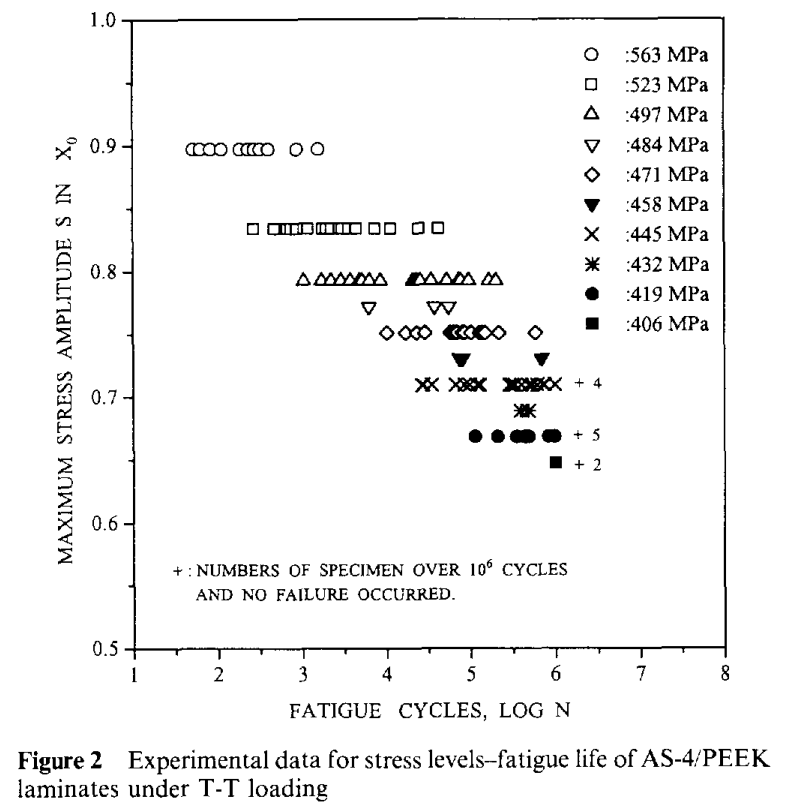 1.0
0.9
0.8
0.7
0.6
0.5
MAXIMUM STRESS AMPLITUDE S IN X₀
:563 MPa
:523 MPa
:497 MPa
:484 MPa
:471 MPa
:458 MPa
:445 MPa
:432 MPa
:419 MPa
:406 MPa
+ 4
+ 5
+ 2
+ : NUMBERS OF SPECIMEN OVER 10⁶ CYCLES
AND NO FAILURE OCCURRED.
1 2 3 4 5 6 7 8
FATIGUE CYCLES, LOG N
Figure 2 Experimental data for stress levels–fatigue life of AS-4/PEEK
laminates under T-T loading